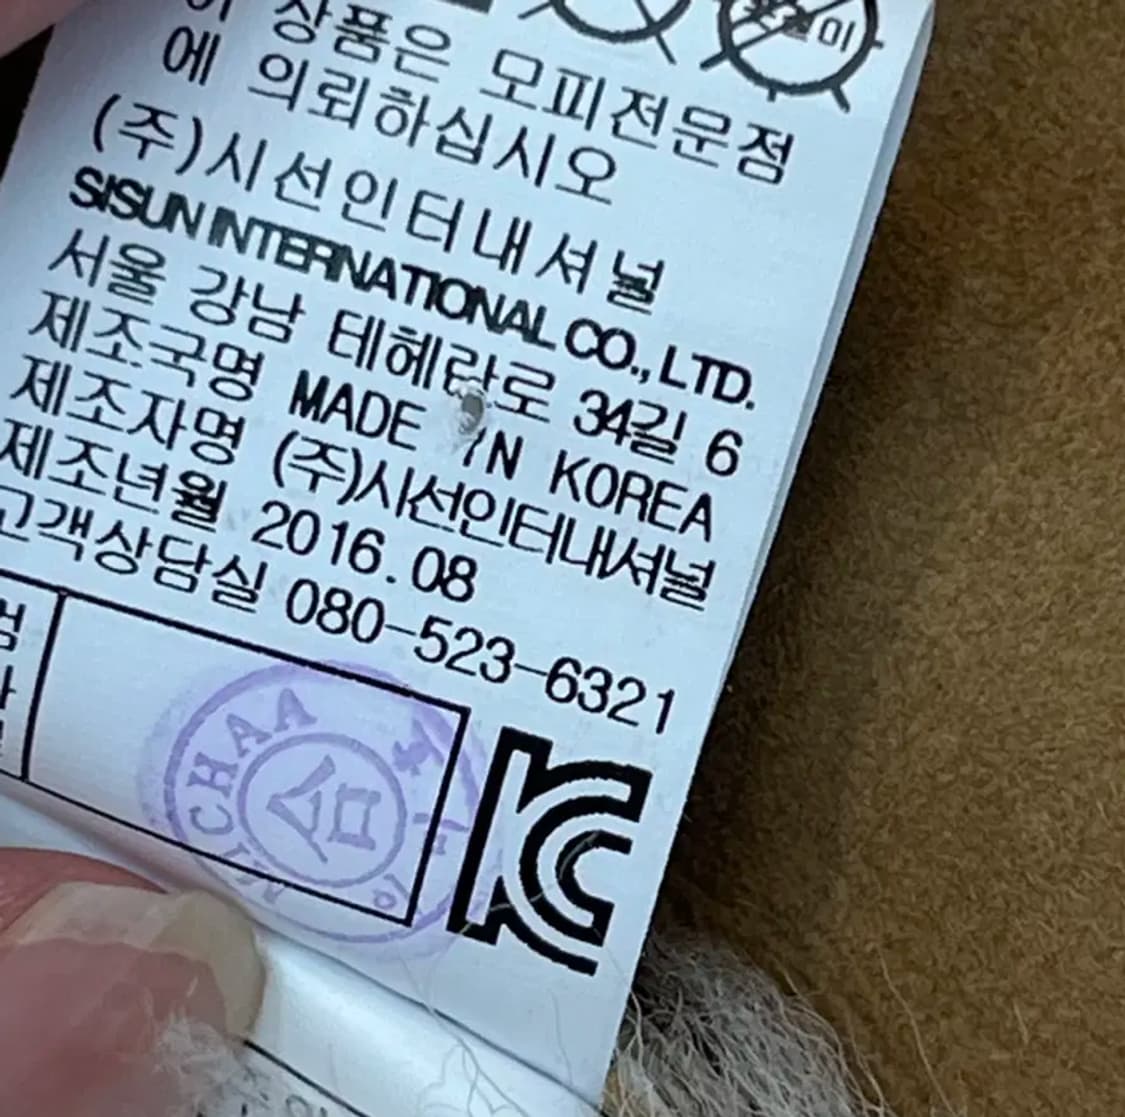 이 상품은 모피전문점
에 의뢰하십시오
(주)시선인터내셔널
SISUN INTERNATIONAL CO., LTD.
서울 강남 테헤란로 34길 6
제조국명 MADE IN KOREA
제조자명 (주)시선인터내셔널
제조년월 2016.08
고객상담실 080-523-6321
KC